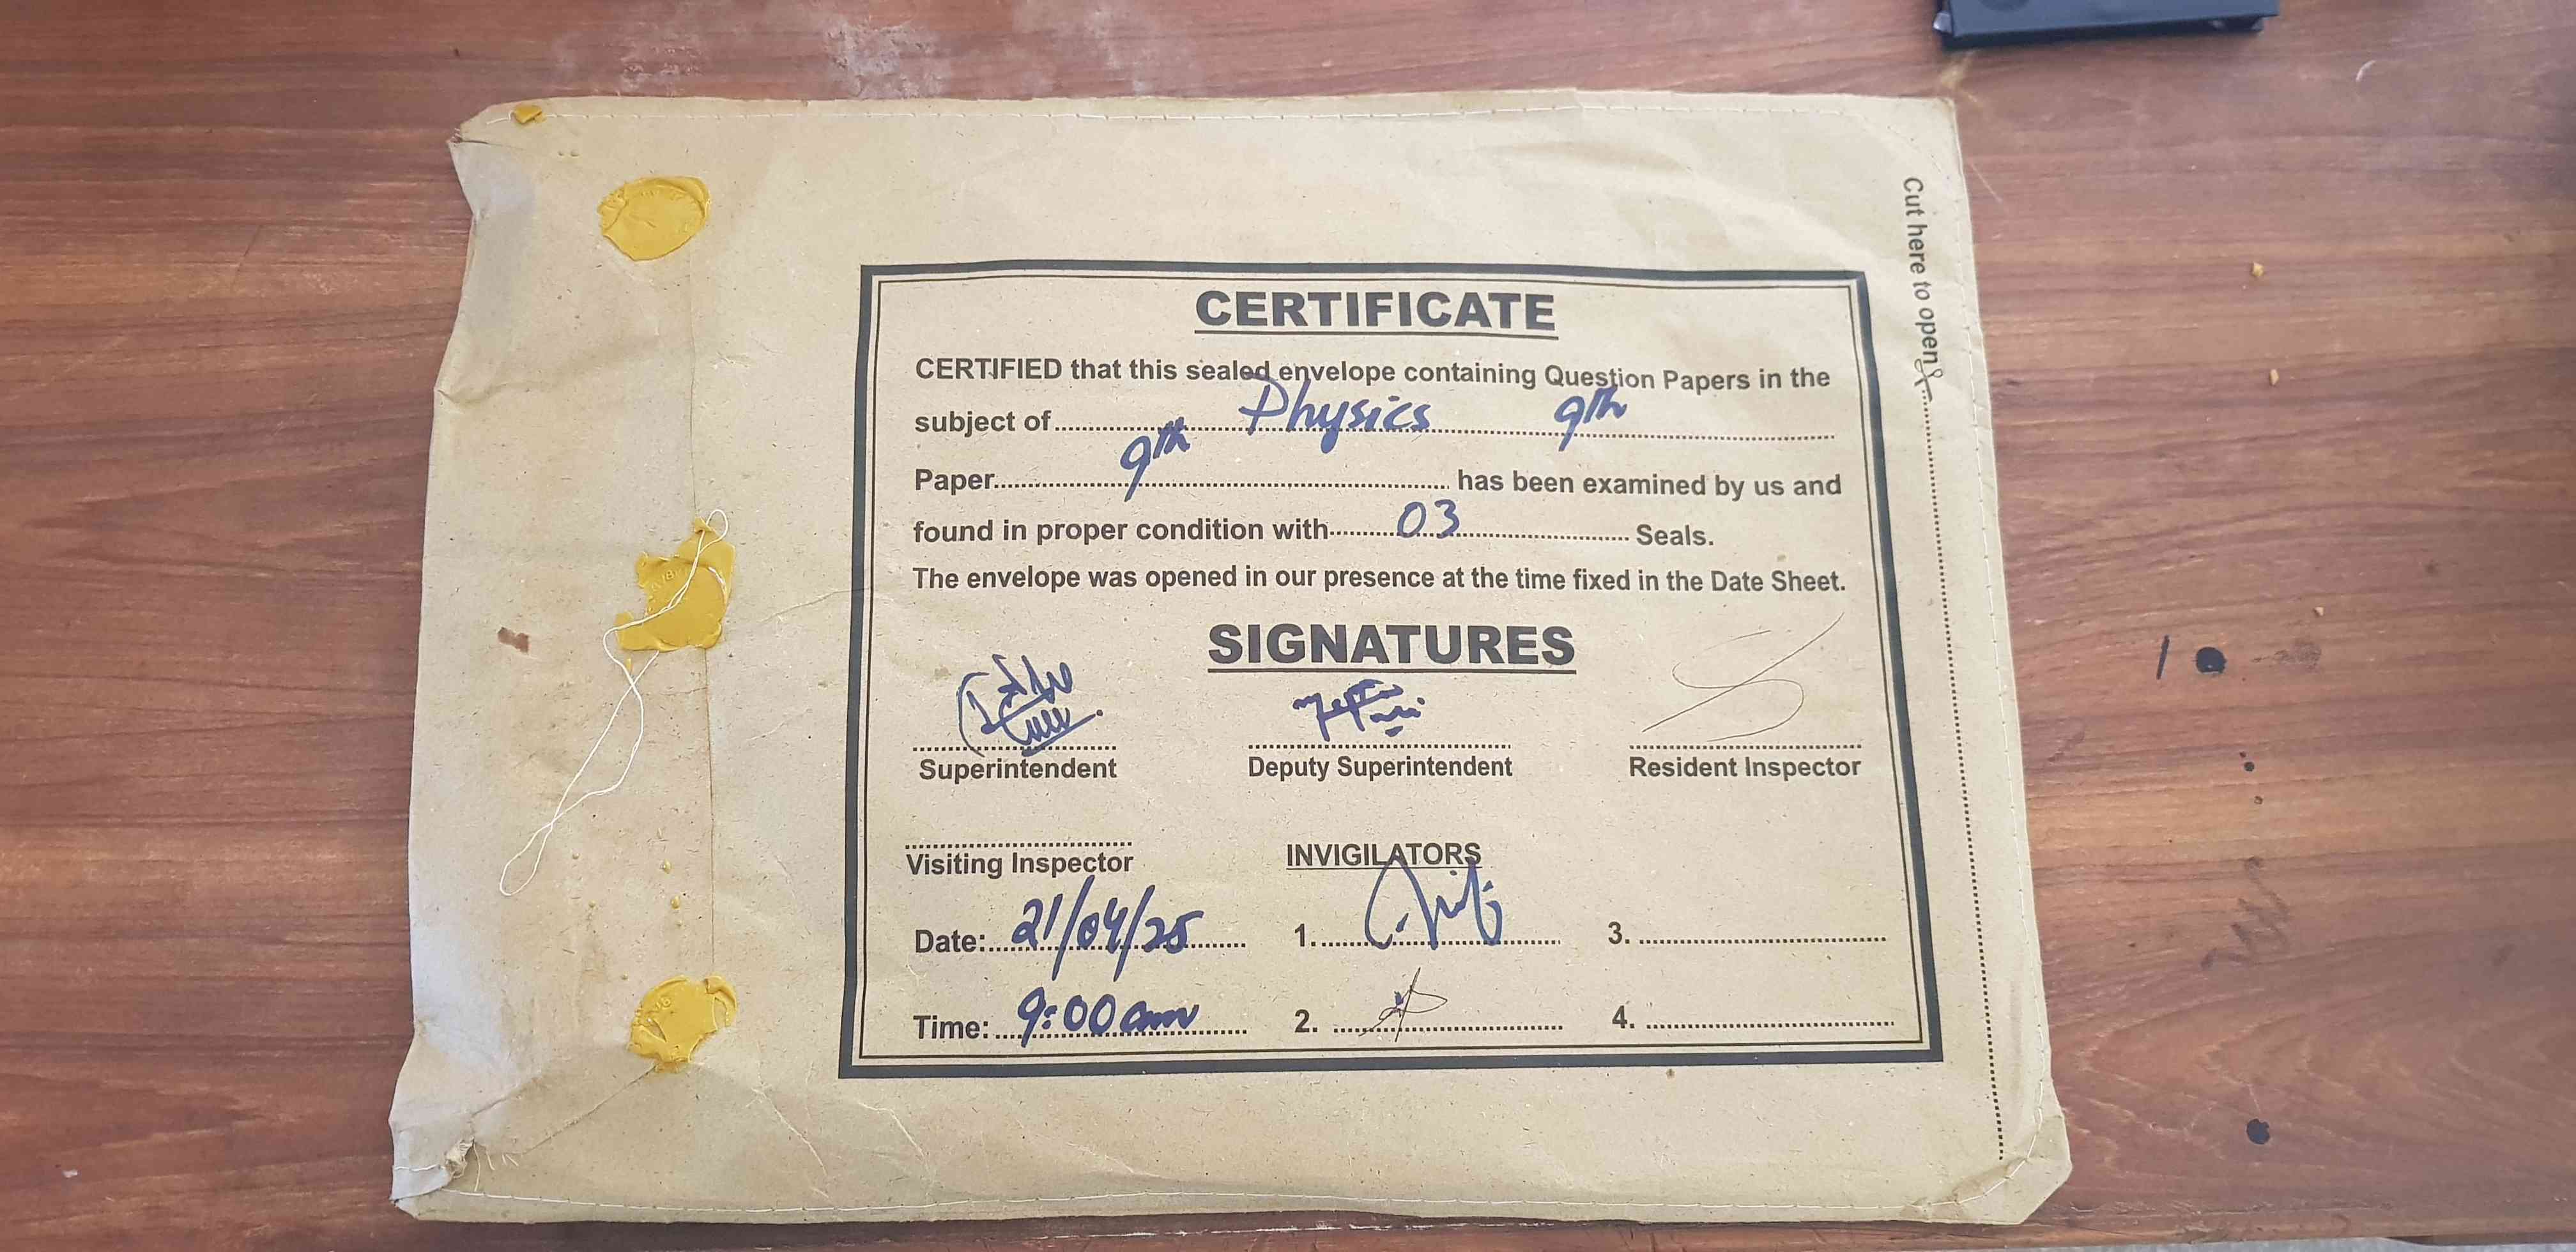 Cut here to open
CERTIFICATE
CERTIFIED that this sealed envelope containing Question Papers in the
subject of Physics 9th
Paper 9th has been examined by us and
found in proper condition with 03 Seals.
The envelope was opened in our presence at the time fixed in the Date Sheet.
SIGNATURES
Superintendent Deputy Superintendent Resident Inspector
Visiting Inspector INVIGILATORS
Date: 21/04/25 1. 3.
Time: 9:00 am 2. 4.